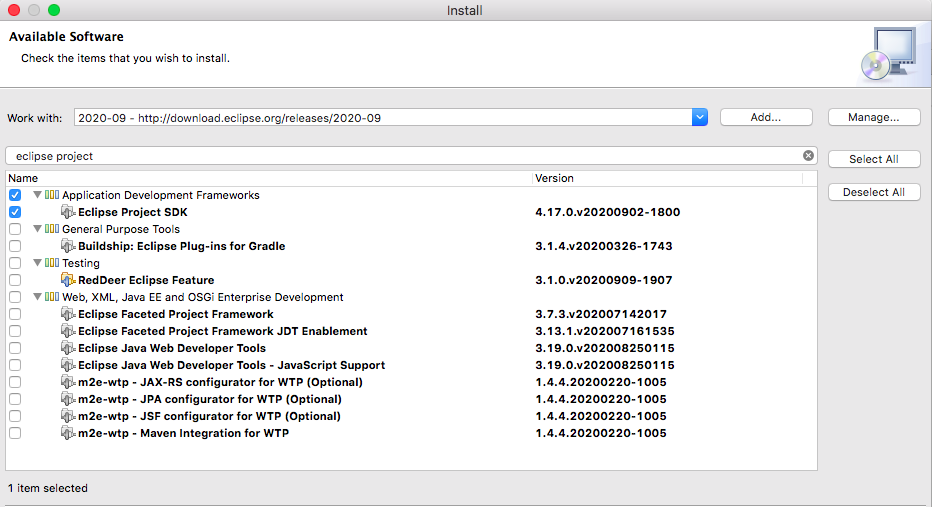 Install
Available Software
Check the items that you wish to install.
Work with: 2020-09 - http://download.eclipse.org/releases/2020-09 Add... Manage...
eclipse project Select All
Name Version Deselect All
Application Development Frameworks
Eclipse Project SDK 4.17.0.v20200902-1800
General Purpose Tools
Buildship: Eclipse Plug-ins for Gradle 3.1.4.v20200326-1743
Testing
RedDeer Eclipse Feature 3.1.0.v20200909-1907
Web, XML, Java EE and OSGi Enterprise Development
Eclipse Faceted Project Framework 3.7.3.v202007142017
Eclipse Faceted Project Framework JDT Enablement 3.13.1.v202007161535
Eclipse Java Web Developer Tools 3.19.0.v202008250115
Eclipse Java Web Developer Tools - JavaScript Support 3.19.0.v202008250115
m2e-wtp - JAX-RS configurator for WTP (Optional) 1.4.4.20200220-1005
m2e-wtp - JPA configurator for WTP (Optional) 1.4.4.20200220-1005
m2e-wtp - JSF configurator for WTP (Optional) 1.4.4.20200220-1005
m2e-wtp - Maven Integration for WTP 1.4.4.20200220-1005
1 item selected